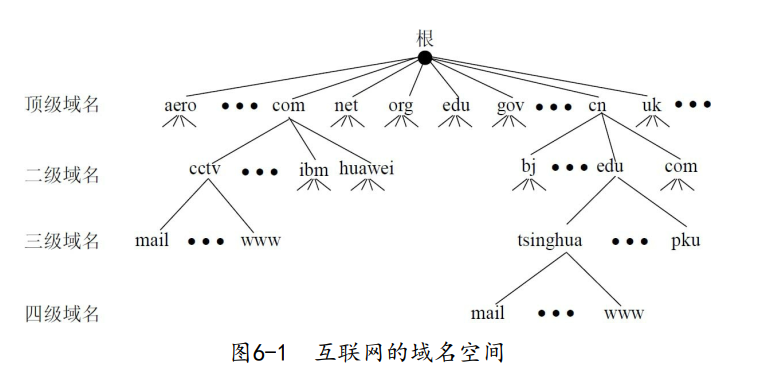 根
顶级域名 aero ••• com net org edu gov ••• cn uk •••
二级域名 cctv ••• ibm huawei bj ••• edu com
三级域名 mail ••• www tsinghua ••• pku
四级域名 mail ••• www
图6-1 互联网的域名空间